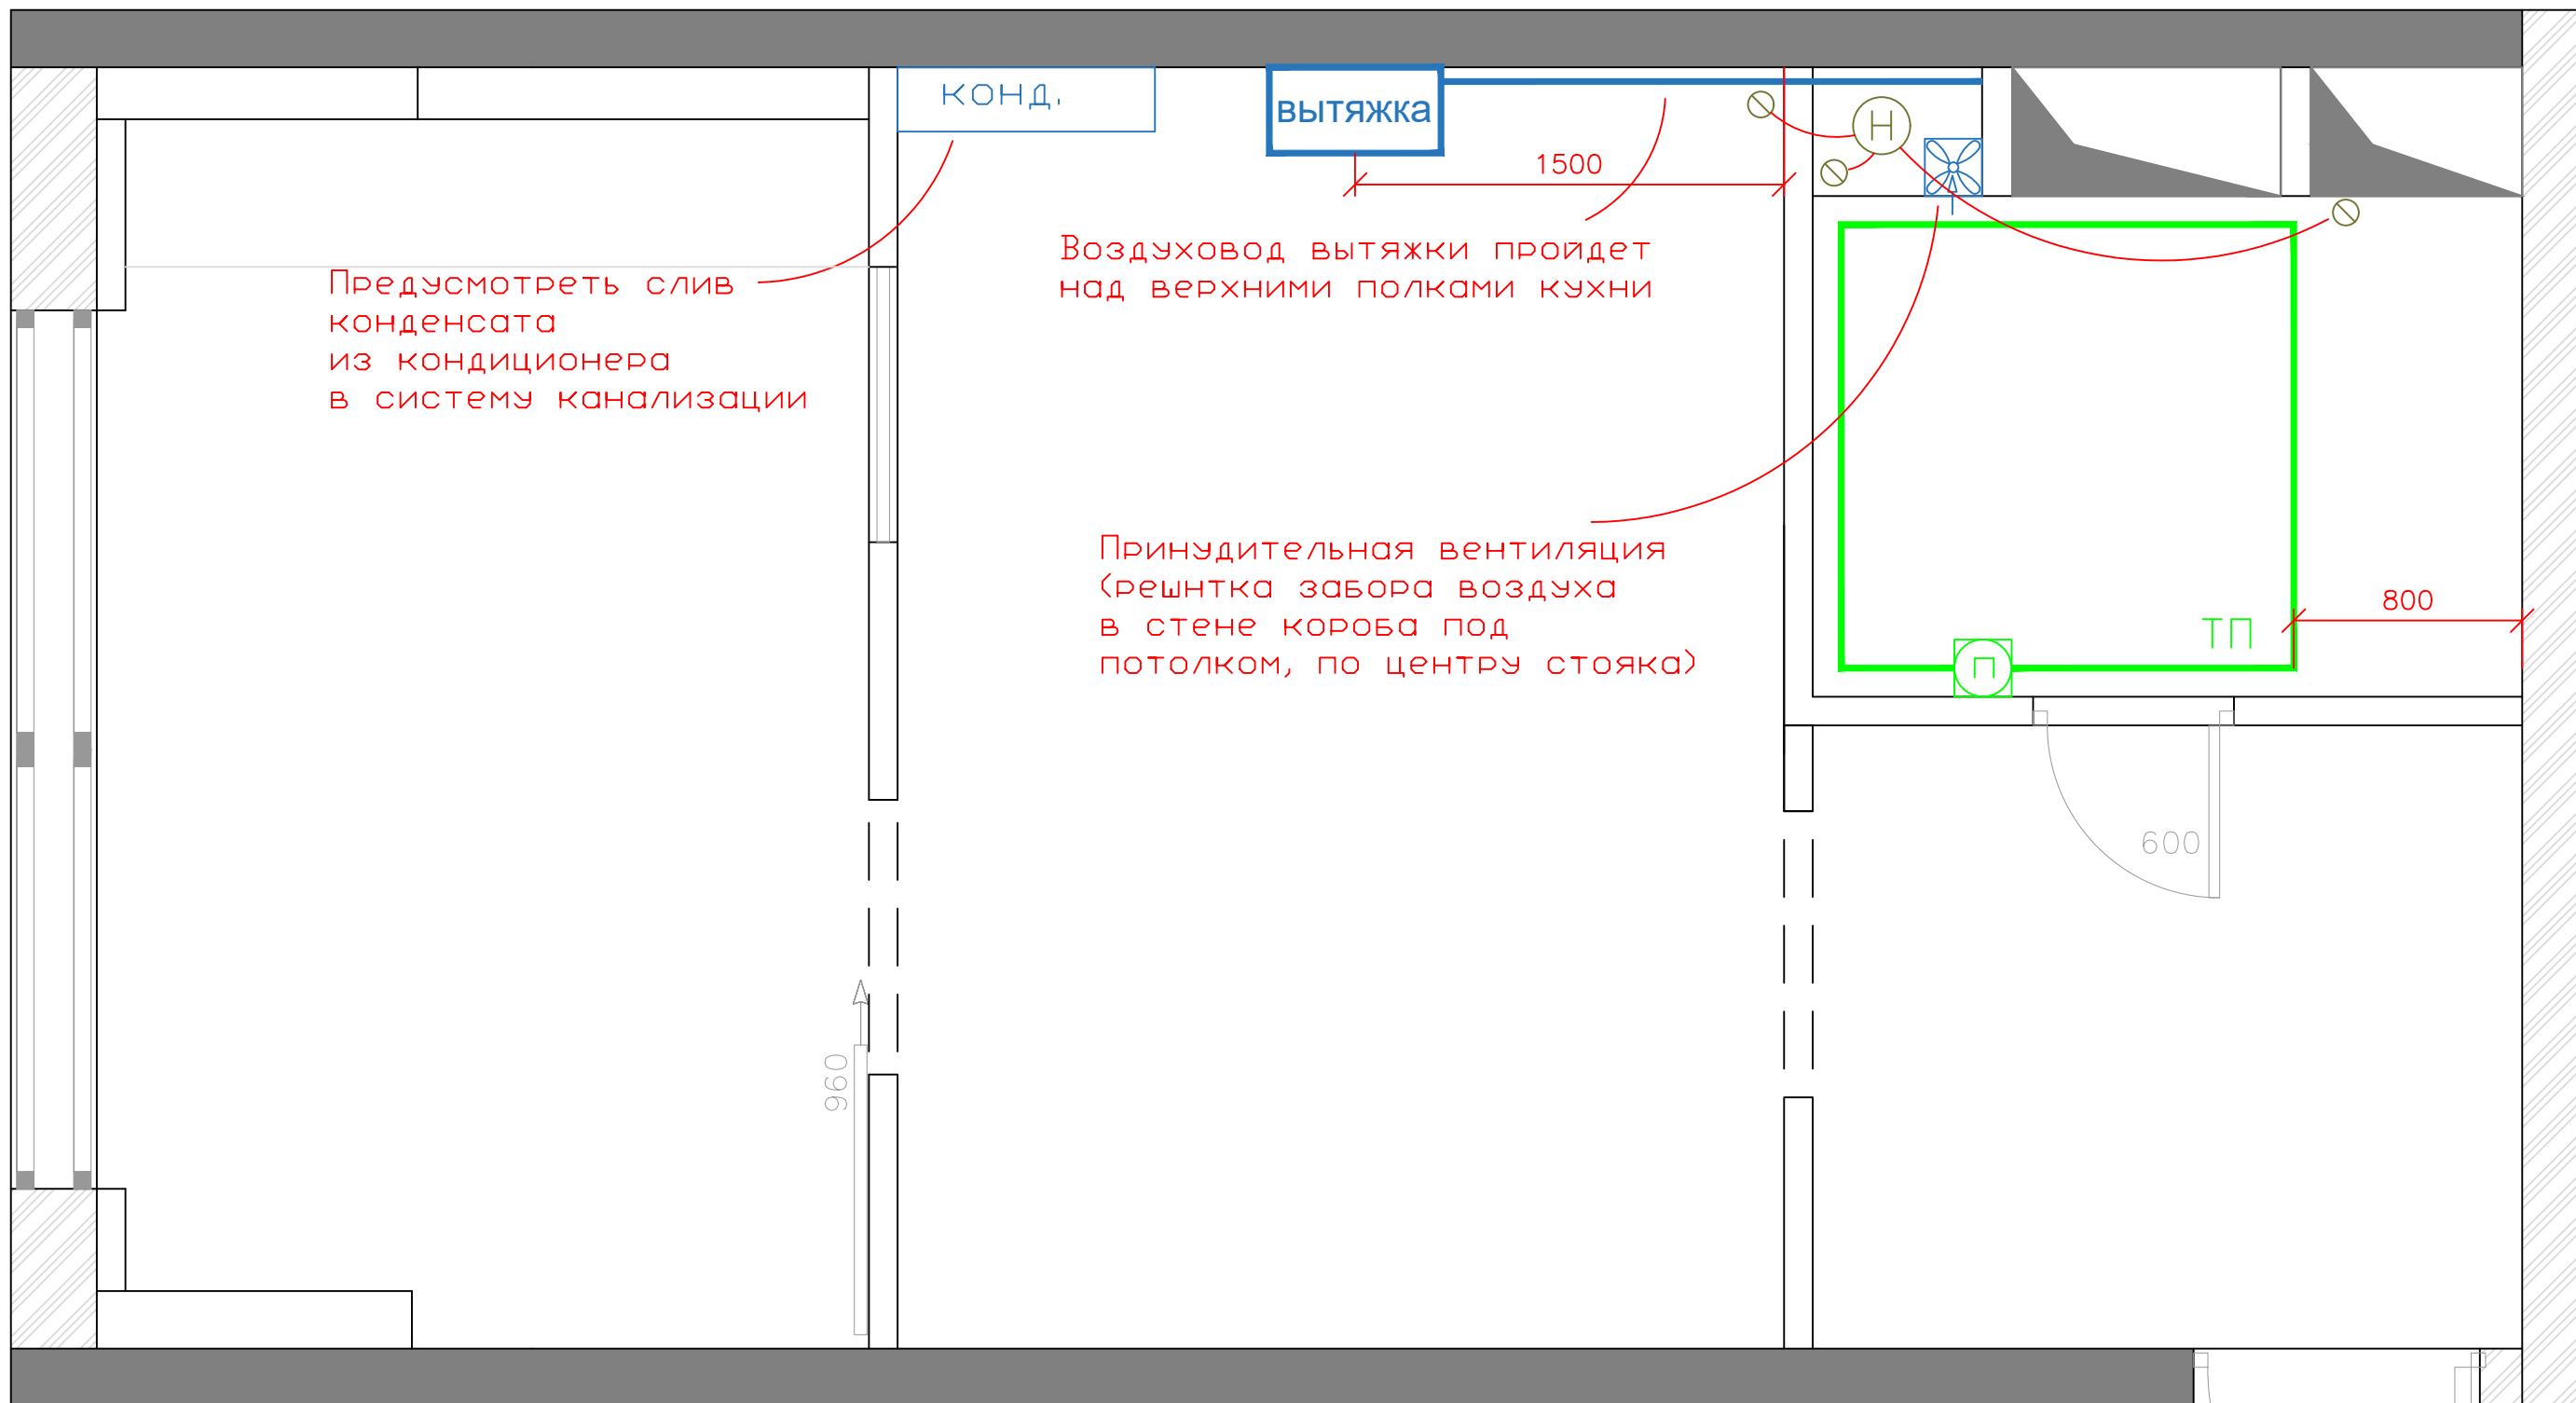 конд.
вытяжка
Н
1500
Воздуховод вытяжки пройдет
над верхними полками кухни
Предусмотреть слив
конденсата
из кондиционера
в систему канализации
Принудительная вентиляция
(решнтка забора воздуха
в стене короба под
потолком, по центру стояка)
800
ТП
П
600
960